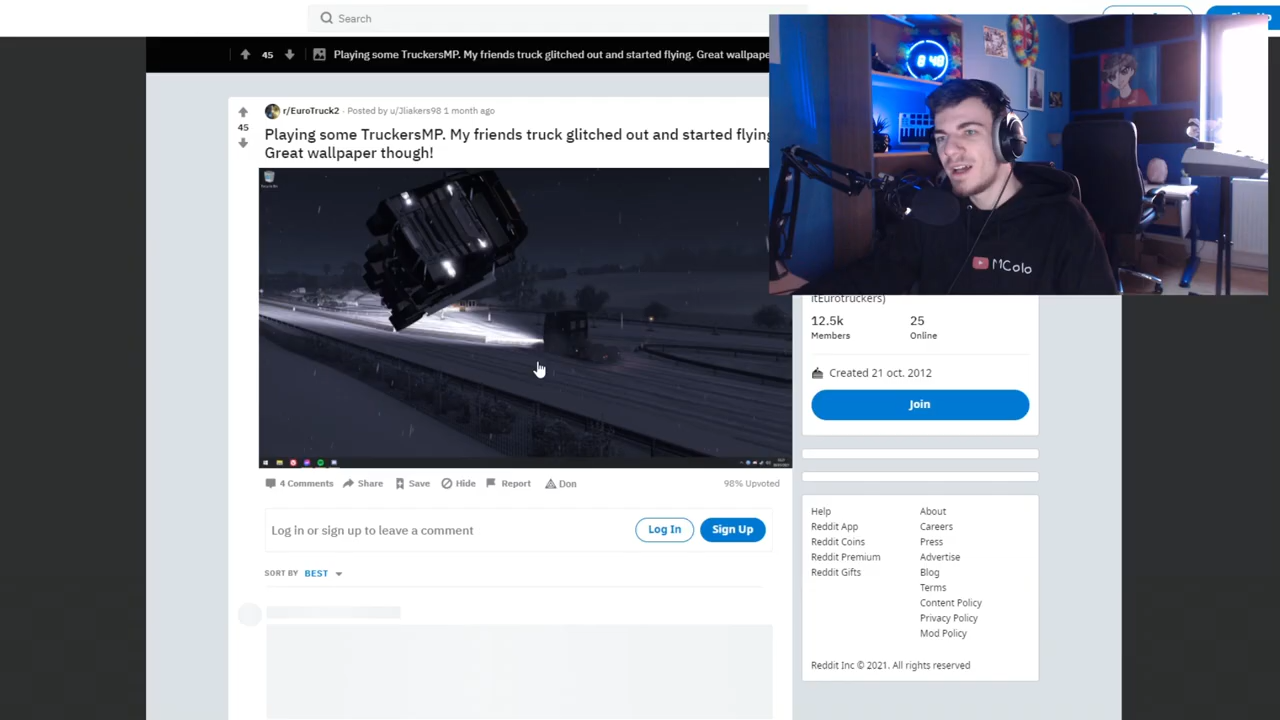 Search
45
Playing some TruckersMP. My friends truck glitched out and started flying. Great
r/EuroTruck2 · Posted by u/Jliakers98 1 month ago
45
Playing some TruckersMP. My friends truck glitched out and started
Great wallpaper though!
8:48
MColo
itEurotruckers)
12.5k
25
Members
Online
Created 21 oct. 2012
Join
4 Comments
Share
Save
Hide
Report
Don
98% Upvoted
Log in or sign up to leave a comment
Log In
Sign Up
SORT BY BEST
Help
About
Reddit App
Careers
Reddit Coins
Press
Reddit Premium
Advertise
Reddit Gifts
Blog
Terms
Content Policy
Privacy Policy
Mod Policy
Reddit Inc © 2021. All rights reserved